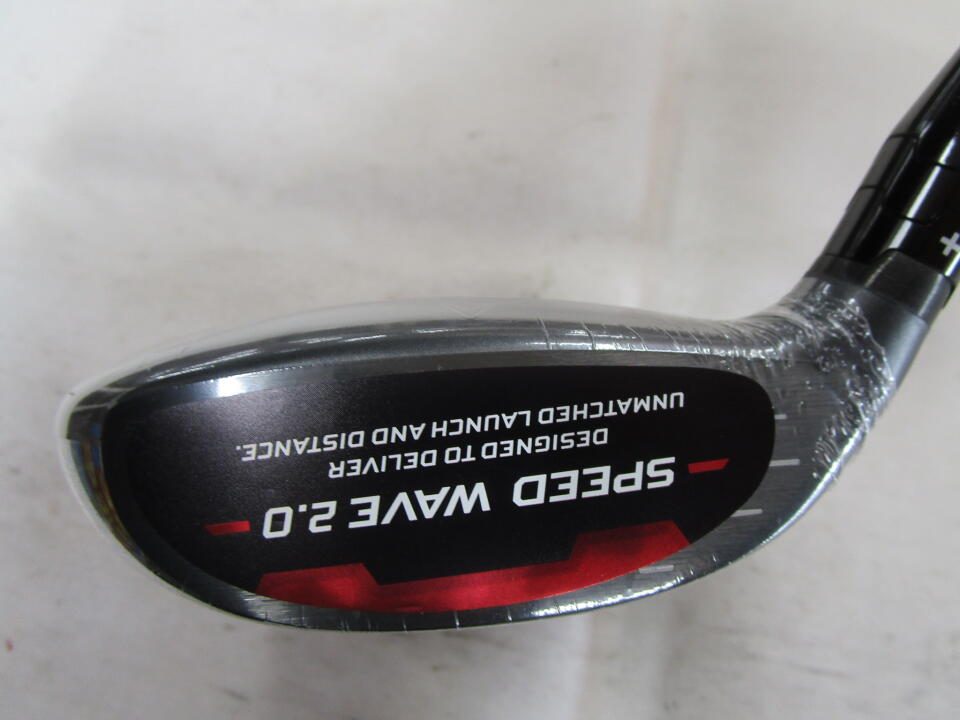 SPEED WAVE 2.0
DESIGNED TO DELIVER
UNMATCHED LAUNCH AND DISTANCE.
+